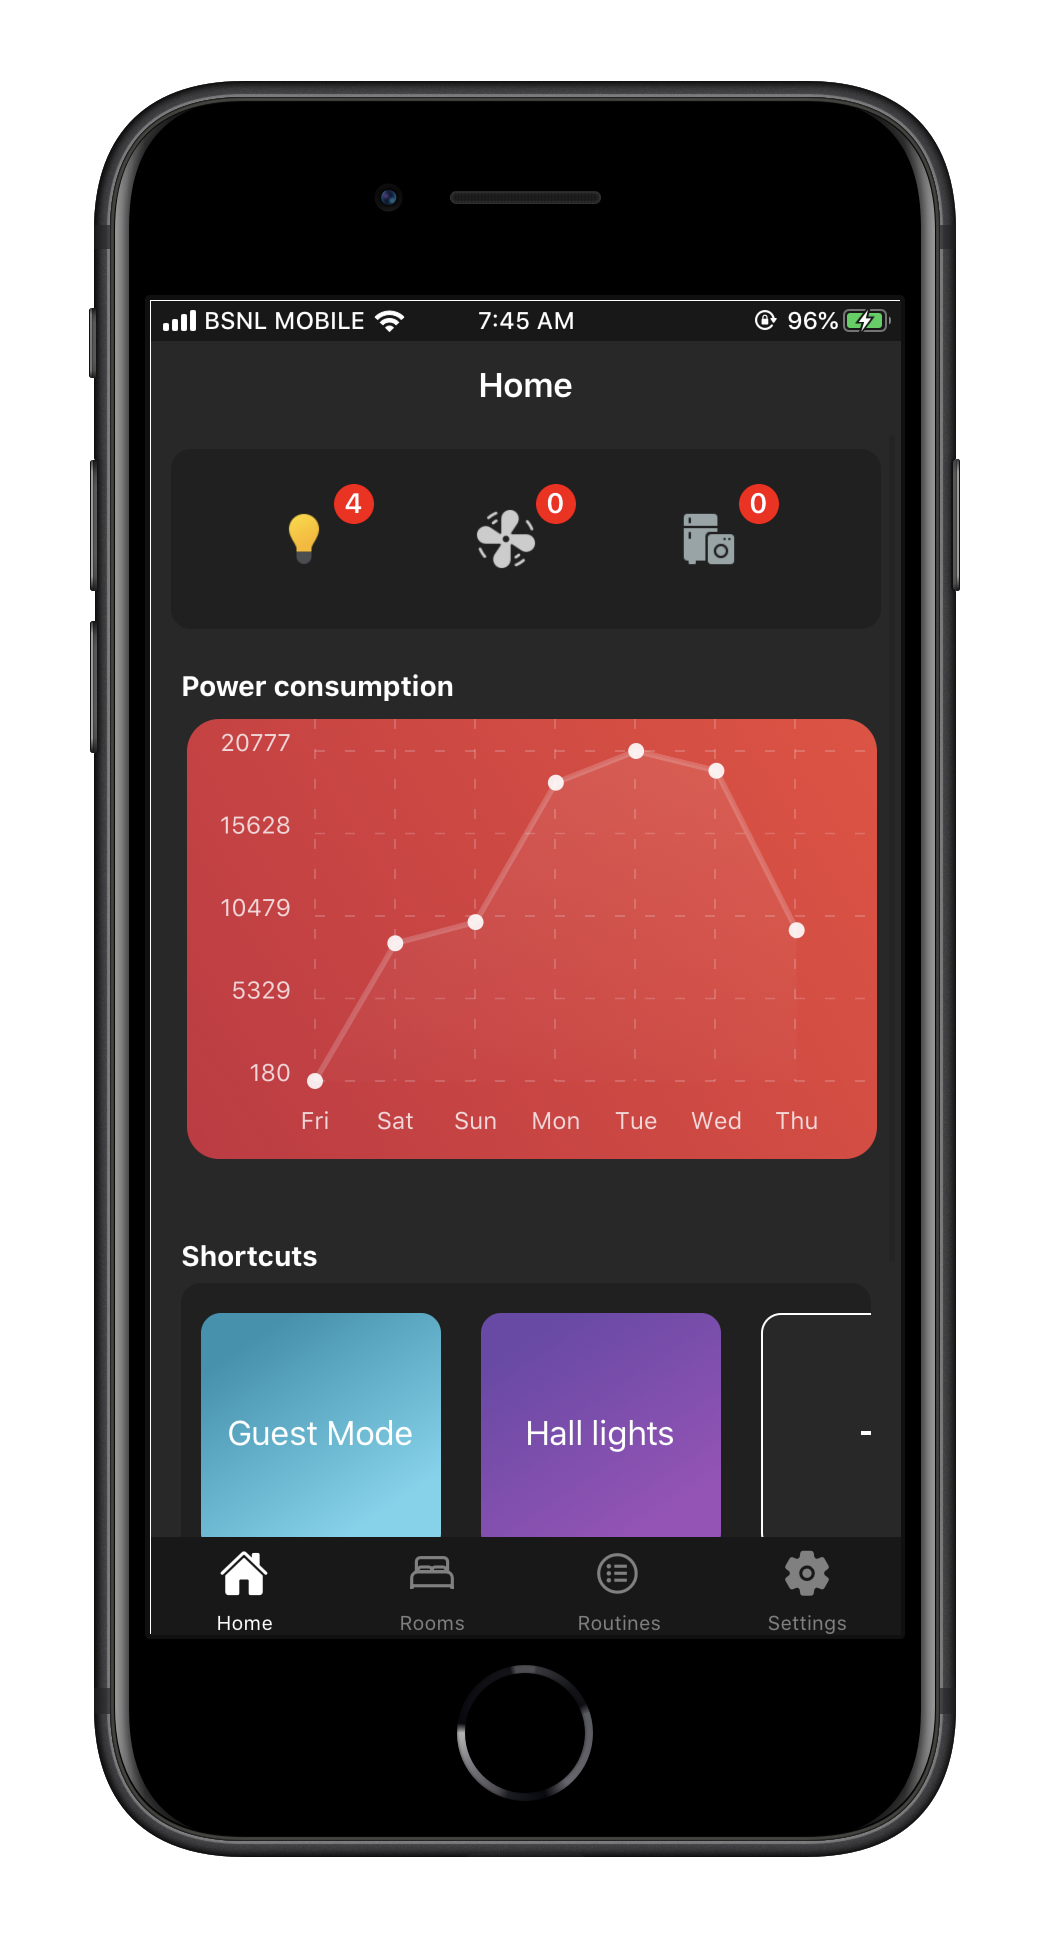 BSNL MOBILE 7:45 AM 96%
Home
4 0 0
Power consumption
20777
15628
10479
5329
180
Fri Sat Sun Mon Tue Wed Thu
Shortcuts
Guest Mode Hall lights
Home Rooms Routines Settings